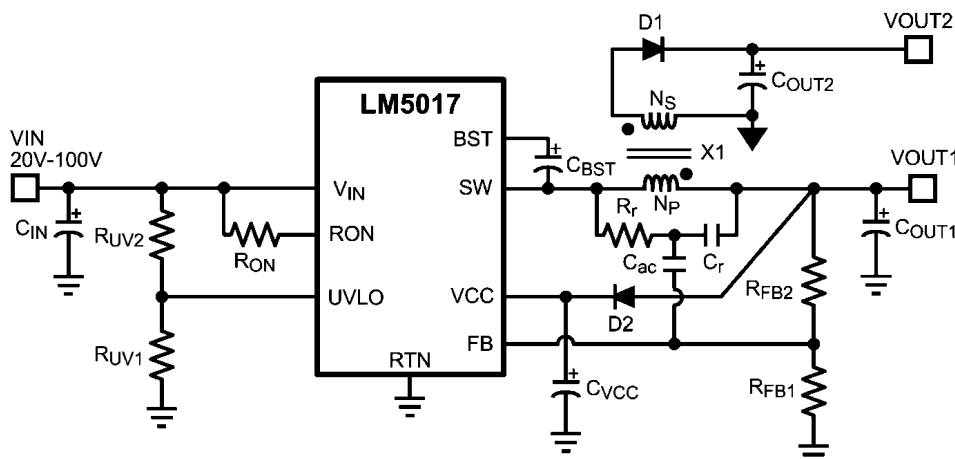 VOUT2
D1
+
COUT2
NS
LM5017
VIN
20V-100V
BST
+
CBST
X1
VOUT1
SW
NP
VIN
+
CIN
RUV2
RON
RON
Rr
Cr
Cac
+
COUT1
UVLO
VCC
D2
RFB2
RUV1
FB
RTN
+
CVCC
RFB1